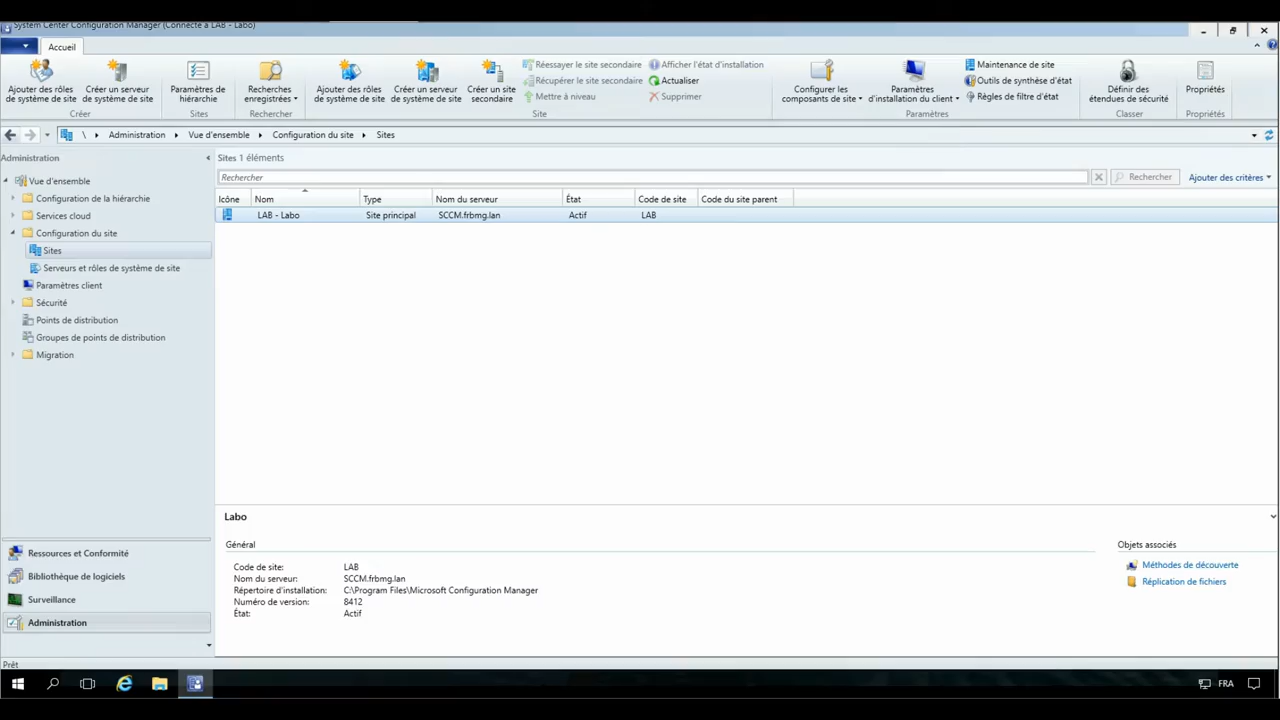 System Center Configuration Manager (Connecté à LAB - Labo)
Accueil
Ajouter des rôles de système de site
Créer un serveur de système de site
Créer
Paramètres de hiérarchie
Sites
Recherches enregistrées
Rechercher
Ajouter des rôles de système de site
Créer un serveur de système de site
Créer un site secondaire
Réessayer le site secondaire
Récupérer le site secondaire
Mettre à niveau
Afficher l'état d'installation
Actualiser
Supprimer
Site
Configurer les composants de site
Paramètres d'installation du client
Maintenance de site
Outils de synthèse d'état
Règles de filtre d'état
Paramètres
Définir des étendues de sécurité
Classer
Propriétés
Propriétés
\ Administration Vue d'ensemble Configuration du site Sites
Administration
Vue d'ensemble
Configuration de la hiérarchie
Services cloud
Configuration du site
Sites
Serveurs et rôles de système de site
Paramètres client
Sécurité
Points de distribution
Groupes de points de distribution
Migration
Ressources et Conformité
Bibliothèque de logiciels
Surveillance
Administration
Sites 1 éléments
Rechercher Rechercher Ajouter des critères
Icône Nom Type Nom du serveur État Code de site Code du site parent
LAB - Labo Site principal SCCM.frbmg.lan Actif LAB
Labo
Général
Code de site: LAB
Nom du serveur: SCCM.frbmg.lan
Répertoire d'installation: C:\Program Files\Microsoft Configuration Manager
Numéro de version: 8412
État: Actif
Objets associés
Méthodes de découverte
Réplication de fichiers
Prêt
FRA